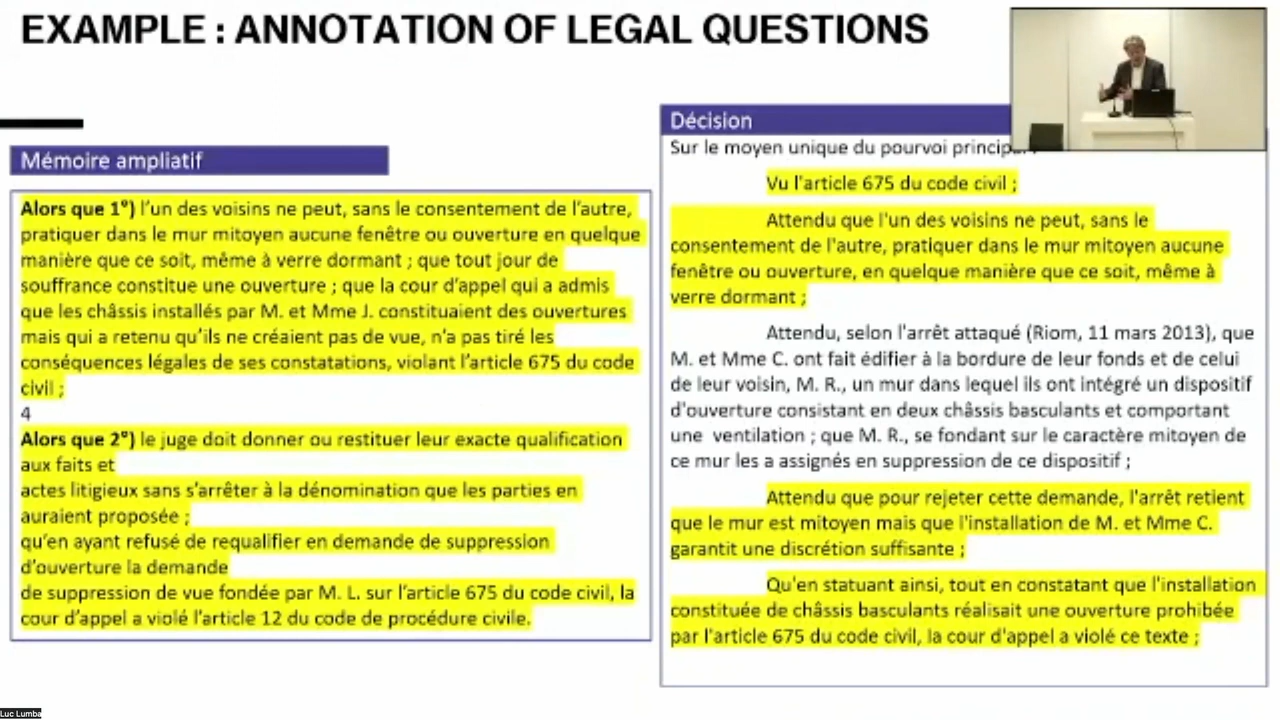 EXAMPLE : ANNOTATION OF LEGAL QUESTIONS
Mémoire ampliatif
Alors que 1°) l'un des voisins ne peut, sans le consentement de l'autre,
pratiquer dans le mur mitoyen aucune fenêtre ou ouverture en quelque
manière que ce soit, même à verre dormant ; que tout jour de
souffrance constitue une ouverture ; que la cour d'appel qui a admis
que les châssis installés par M. et Mme J. constituaient des ouvertures
mais qui a retenu qu'ils ne créaient pas de vue, n'a pas tiré les
conséquences légales de ses constatations, violant l'article 675 du code
civil ;
4
Alors que 2°) le juge doit donner ou restituer leur exacte qualification
aux faits et
actes litigieux sans s'arrêter à la dénomination que les parties en
auraient proposée ;
qu'en ayant refusé de requalifier en demande de suppression
d'ouverture la demande
de suppression de vue fondée par M. L. sur l'article 675 du code civil, la
cour d'appel a violé l'article 12 du code de procédure civile.
Décision
Sur le moyen unique du pourvoi
Vu l'article 675 du code civil ;
Attendu que l'un des voisins ne peut, sans le
consentement de l'autre, pratiquer dans le mur mitoyen aucune
fenêtre ou ouverture, en quelque manière que ce soit, même à
verre dormant ;
Attendu, selon l'arrêt attaqué (Riom, 11 mars 2013), que
M. et Mme C. ont fait édifier à la bordure de leur fonds et de celui
de leur voisin, M. R., un mur dans lequel ils ont intégré un dispositif
d'ouverture consistant en deux châssis basculants et comportant
une ventilation ; que M. R., se fondant sur le caractère mitoyen de
ce mur les a assignés en suppression de ce dispositif ;
Attendu que pour rejeter cette demande, l'arrêt retient
que le mur est mitoyen mais que l'installation de M. et Mme C.
garantit une discrétion suffisante ;
Qu'en statuant ainsi, tout en constatant que l'installation
constituée de châssis basculants réalisait une ouverture prohibée
par l'article 675 du code civil, la cour d'appel a violé ce texte ;
Luc Lumba